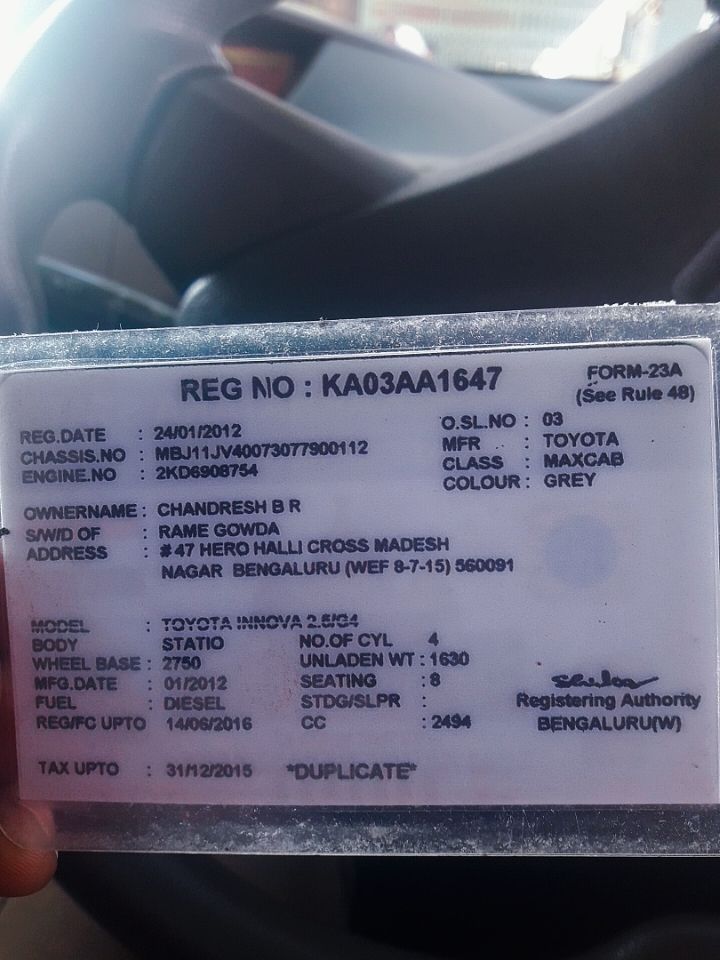 REG NO : KA03AA1647
FORM-23A
(See Rule 48)
REG.DATE : 24/01/2012
O.SL.NO : 03
CHASSIS.NO : MBJ11JV40073077900112
MFR : TOYOTA
ENGINE.NO : 2KD6908754
CLASS : MAXCAB
COLOUR : GREY
OWNERNAME : CHANDRESH B R
S/W/D OF : RAME GOWDA
ADDRESS : # 47 HERO HALLI CROSS MADESH
NAGAR BENGALURU (WEF 8-7-15) 560091
MODEL : TOYOTA INNOVA 2.5/G4
BODY STATIO NO.OF CYL 4
WHEEL BASE : 2750 UNLADEN WT : 1630
MFG.DATE : 01/2012 SEATING : 8
FUEL : DIESEL STDG/SLPR :
REG/FC UPTO : 14/06/2016 CC : 2494
Registering Authority
BENGALURU(W)
TAX UPTO : 31/12/2015 *DUPLICATE*